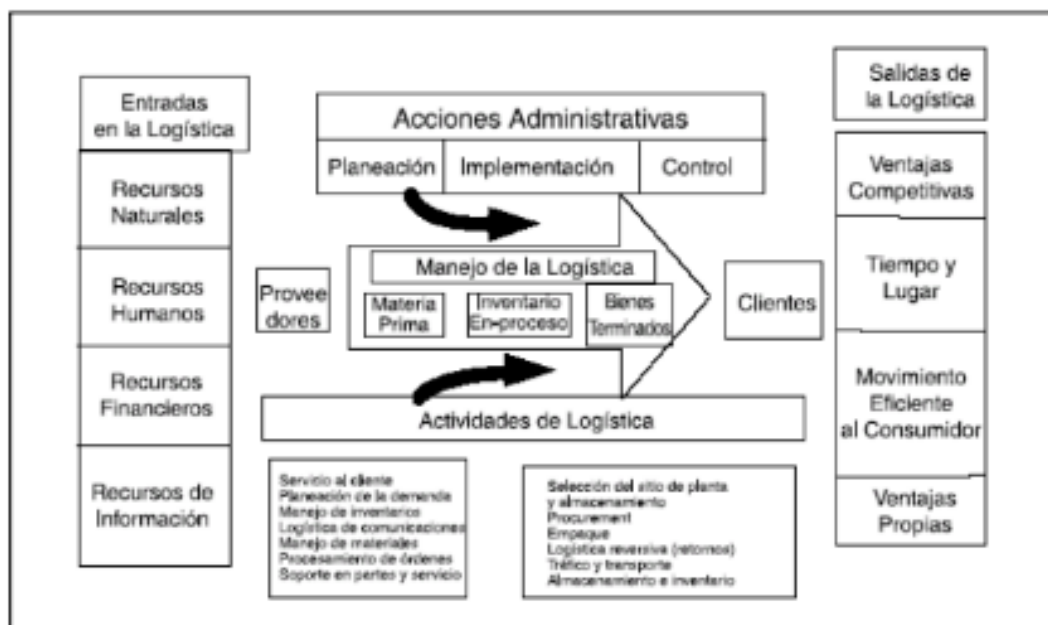 Entradas
en la Logística
Recursos
Naturales
Recursos
Humanos
Recursos
Financieros
Recursos de
Información
Acciones Administrativas
Planeación
Implementación
Control
Provee
dores
Manejo de la Logística
Materia
Prima
Inventario
En-proceso
Bienes
Terminados
Clientes
Actividades de Logística
Servicio al cliente
Planeación de la demanda
Manejo de inventarios
Logística de comunicaciones
Manejo de materiales
Procesamiento de órdenes
Soporte en partes y servicio
Selección del sitio de planta
y almacenamiento
Procurement
Empaque
Logística reversiva (retornos)
Tráfico y transporte
Almacenamiento e inventario
Salidas de
la Logística
Ventajas
Competitivas
Tiempo y
Lugar
Movimiento
Eficiente
al Consumidor
Ventajas
Propias